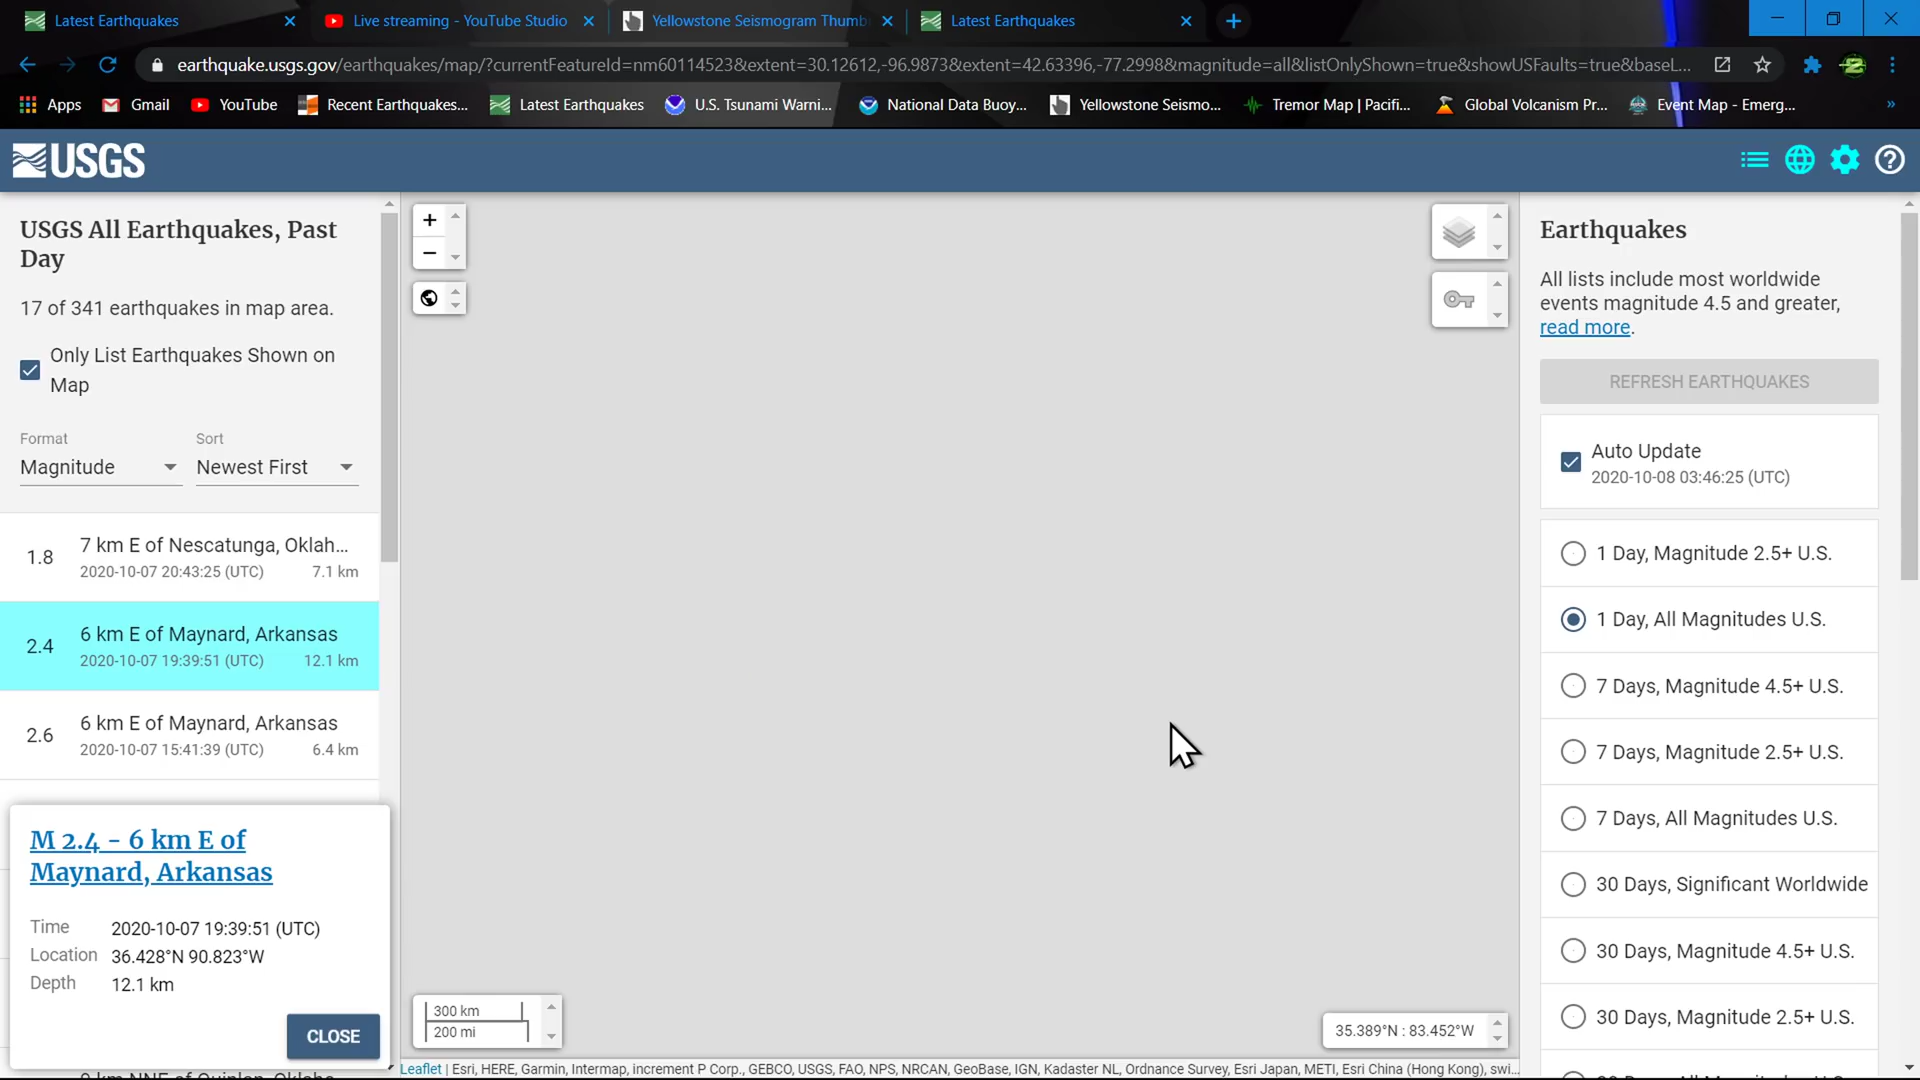 Latest Earthquakes
Live streaming - YouTube Studio
Yellowstone Seismogram Thumb
Latest Earthquakes
earthquake.usgs.gov/earthquakes/map/?currentFeatureId=nm60114523&extent=30.12612,-96.9873&extent=42.63396,-77.2998&magnitude=all&listOnlyShown=true&showUSFaults=true&baseL...
Apps
Gmail
YouTube
Recent Earthquakes...
Latest Earthquakes
U.S. Tsunami Warni...
National Data Buoy...
Yellowstone Seismo...
Tremor Map | Pacifi...
Global Volcanism Pr...
Event Map - Emerg...
»
USGS
USGS All Earthquakes, Past
Day
17 of 341 earthquakes in map area.
Only List Earthquakes Shown on
Map
Format
Magnitude
Sort
Newest First
1.8
7 km E of Nescatunga, Oklah...
2020-10-07 20:43:25 (UTC)
7.1 km
2.4
6 km E of Maynard, Arkansas
2020-10-07 19:39:51 (UTC)
12.1 km
2.6
6 km E of Maynard, Arkansas
2020-10-07 15:41:39 (UTC)
6.4 km
M 2.4 - 6 km E of
Maynard, Arkansas
Time
2020-10-07 19:39:51 (UTC)
Location
36.428°N 90.823°W
Depth
12.1 km
CLOSE
+
−
300 km
200 mi
35.389°N : 83.452°W
Leaflet | Esri, HERE, Garmin, Intermap, increment P Corp., GEBCO, USGS, FAO, NPS, NRCAN, GeoBase, IGN, Kadaster NL, Ordnance Survey, Esri Japan, METI, Esri China (Hong Kong), swi...
Earthquakes
All lists include most worldwide
events magnitude 4.5 and greater,
read more.
REFRESH EARTHQUAKES
Auto Update
2020-10-08 03:46:25 (UTC)
1 Day, Magnitude 2.5+ U.S.
1 Day, All Magnitudes U.S.
7 Days, Magnitude 4.5+ U.S.
7 Days, Magnitude 2.5+ U.S.
7 Days, All Magnitudes U.S.
30 Days, Significant Worldwide
30 Days, Magnitude 4.5+ U.S.
30 Days, Magnitude 2.5+ U.S.